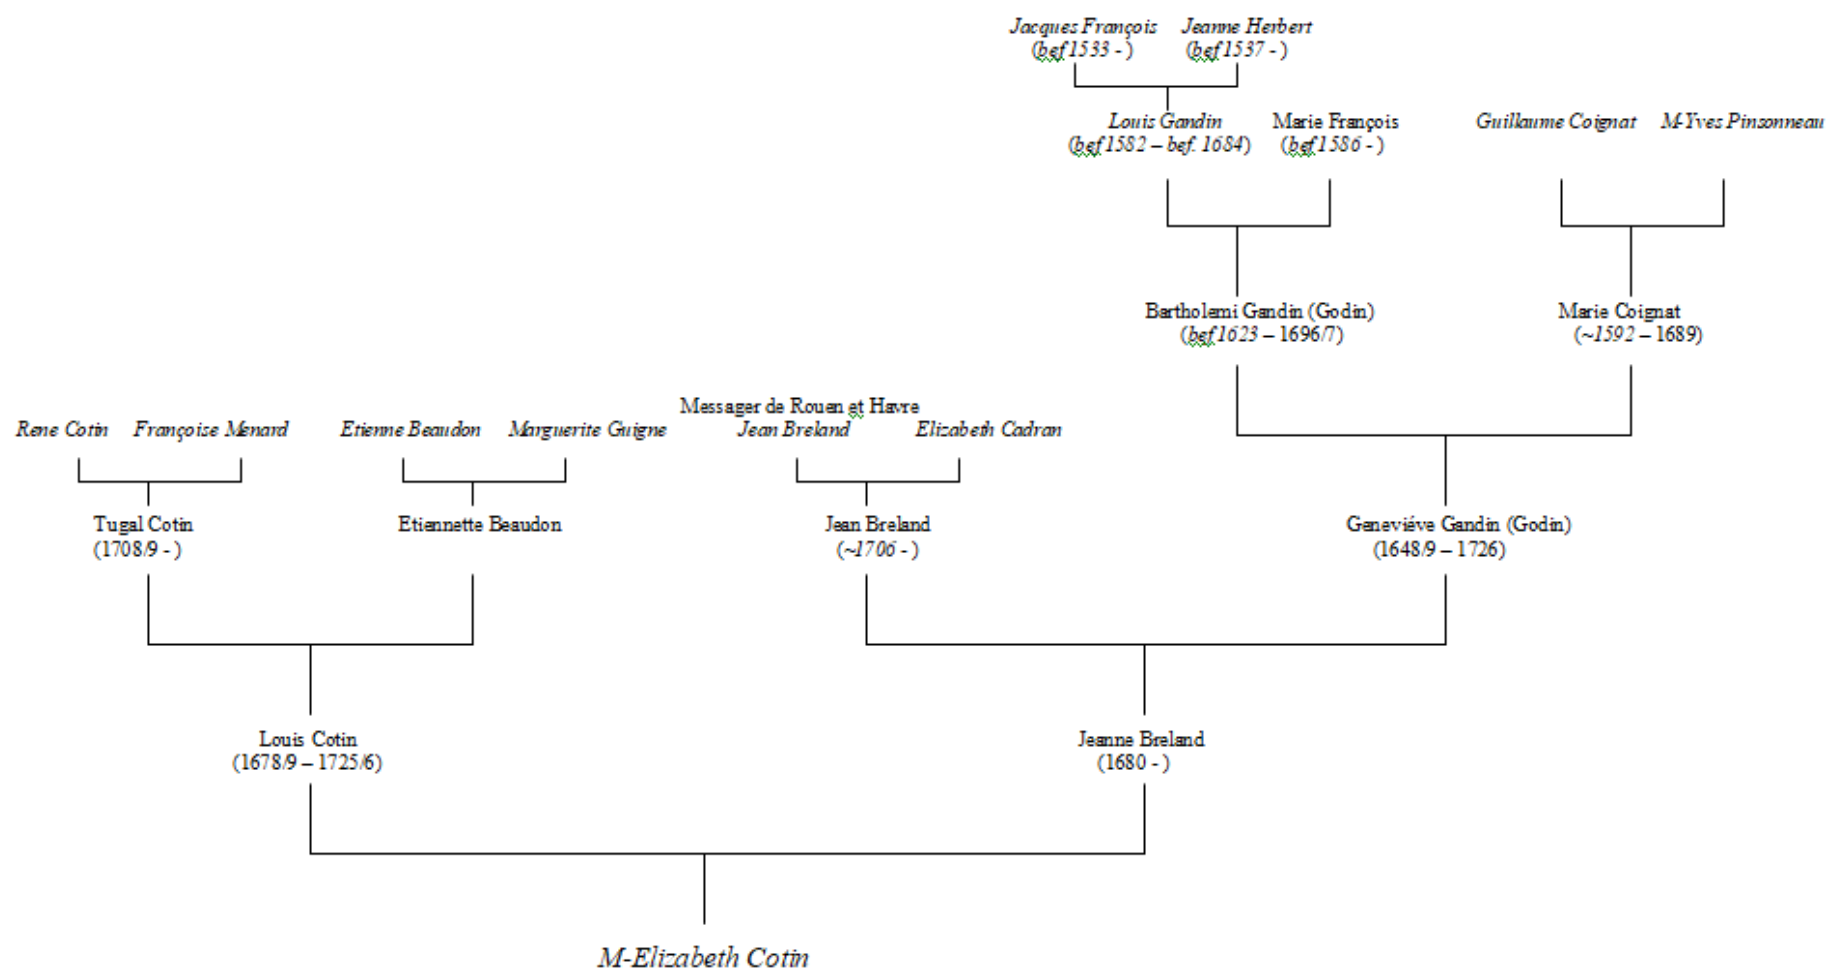 Jacques François Jeanne Herbert
(bef 1533 - ) (bef 1537 - )
Louis Gandin Marie François Guillaume Coignat M-Yves Pinsonneau
(bef 1582 – bef. 1684) (bef 1586 - )
Bartholemi Gandin (Godin) Marie Coignat
(bef 1623 – 1696/7) (~1592 – 1689)
Messager de Rouen et Havre
Rene Cotin Françoise Menard Etienne Beaudon Marguerite Guigne Jean Breland Elizabeth Cadran
Tugal Cotin Etiennette Beaudon Jean Breland Geneviéve Gandin (Godin)
(1708/9 - ) (~1706 - ) (1648/9 – 1726)
Louis Cotin Jeanne Breland
(1678/9 – 1725/6) (1680 - )
M-Elizabeth Cotin